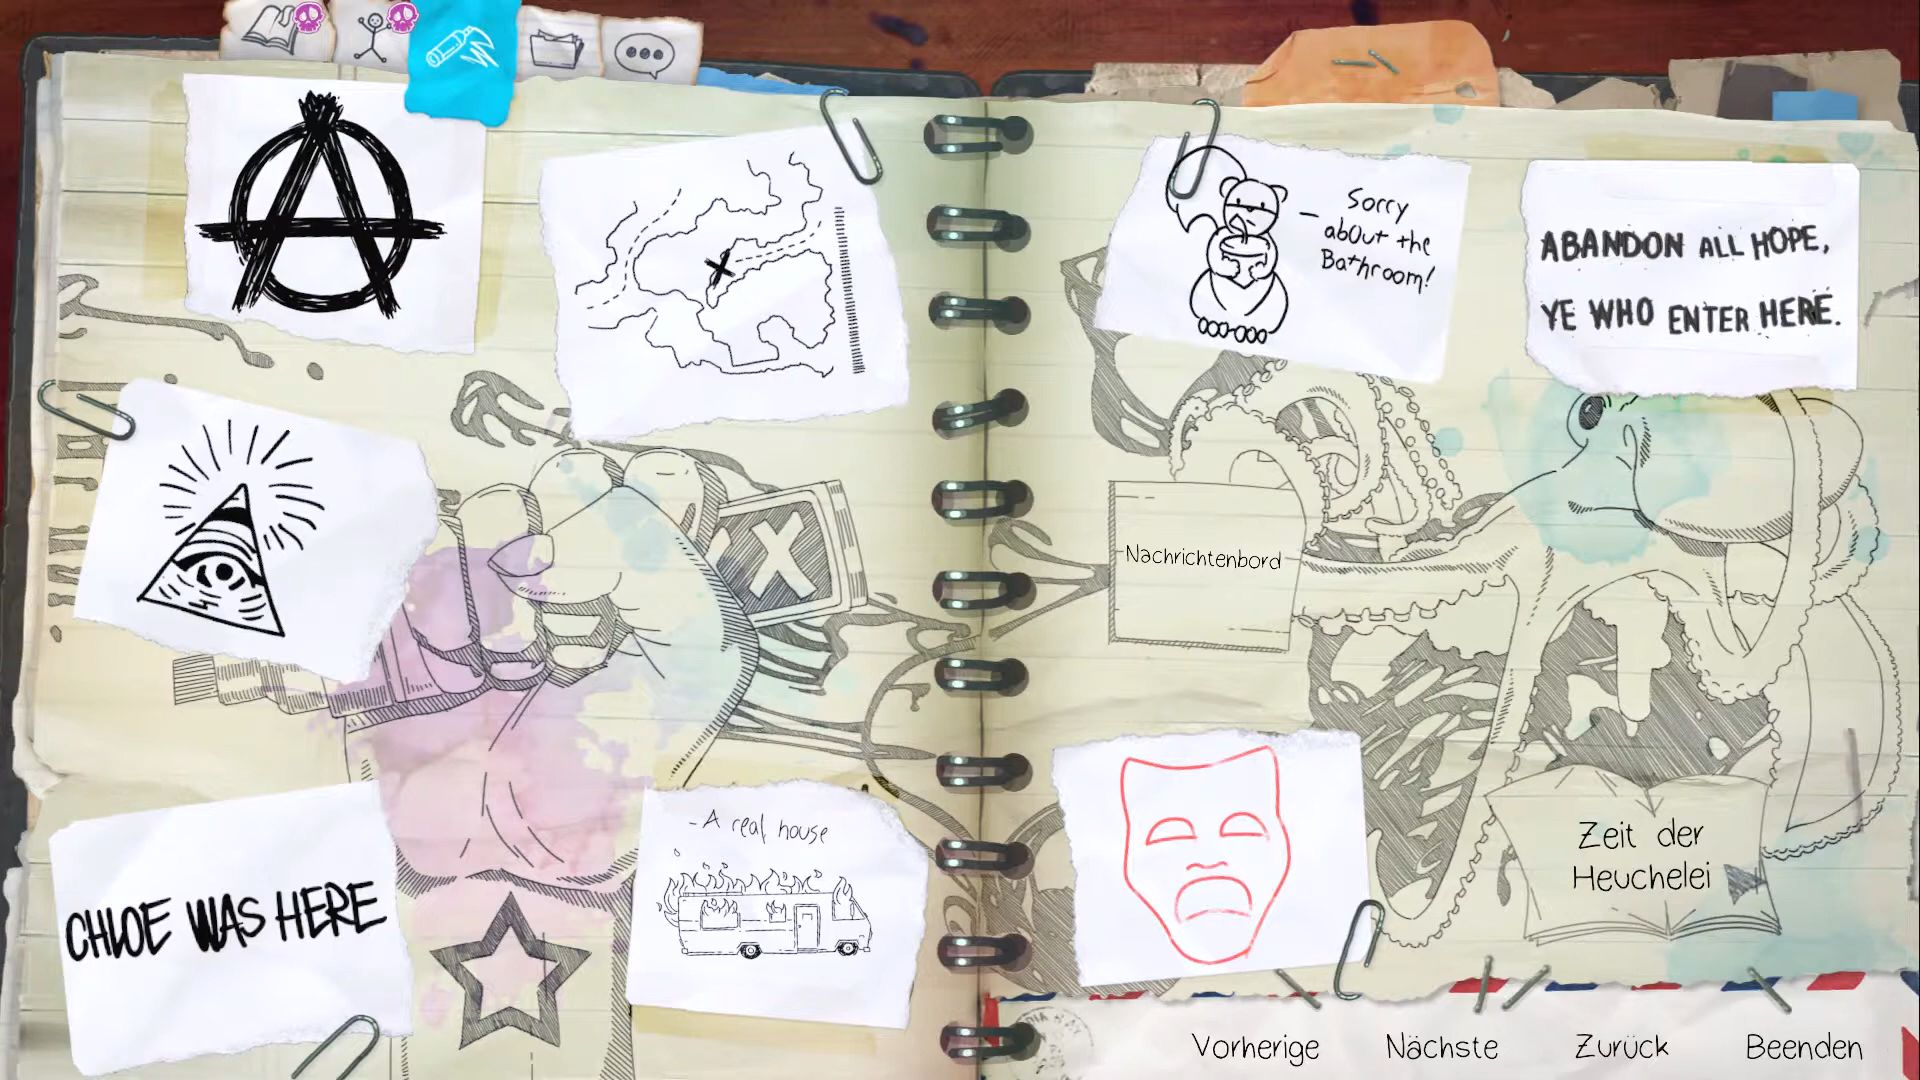 Sorry
about the
Bathroom!
ABANDON ALL HOPE,
YE WHO ENTER HERE.
Nachrichtenbord
- A real house
CHLOE WAS HERE
Zeit der
Heuchelei
Vorherige
Nächste
Zurück
Beenden